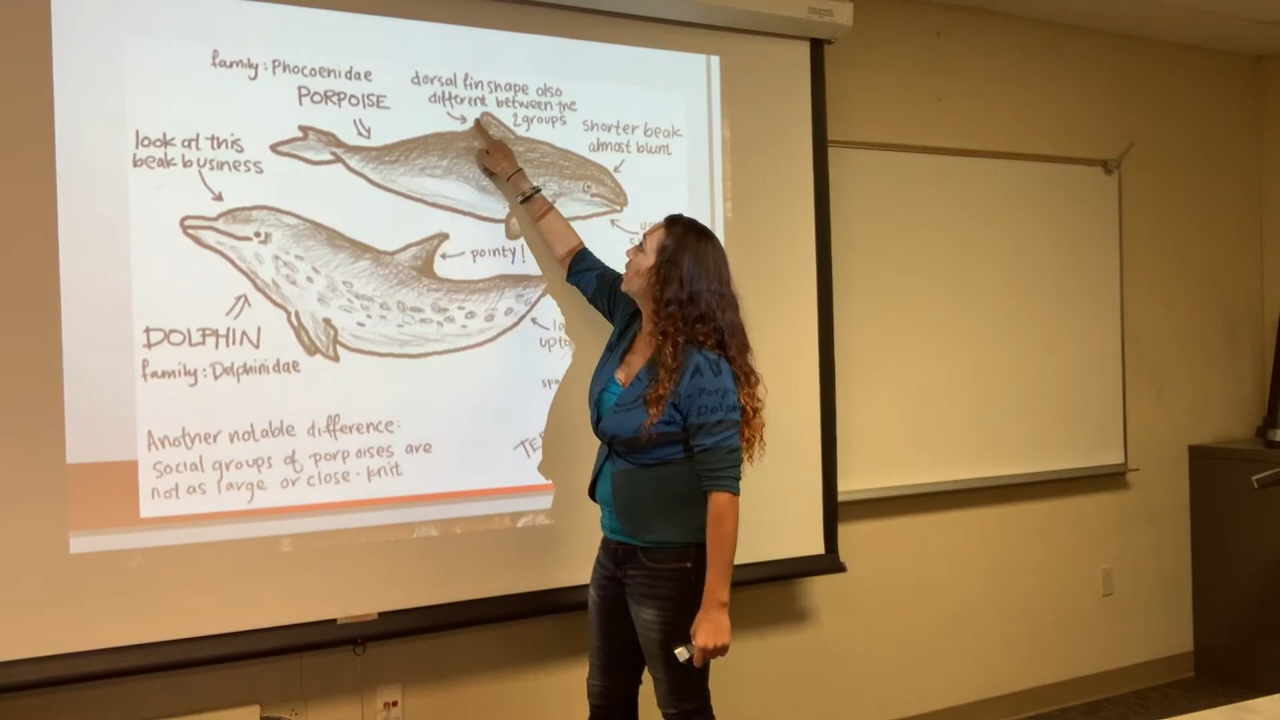 family: Phocoenidae
PORPOISE
dorsal fin shape also
different between the
2 groups
shorter beak
almost blunt
look at this
beak business
pointy!
DOLPHIN
family: Delphinidae
Another notable difference:
social groups of porpoises are
not as large or close-knit